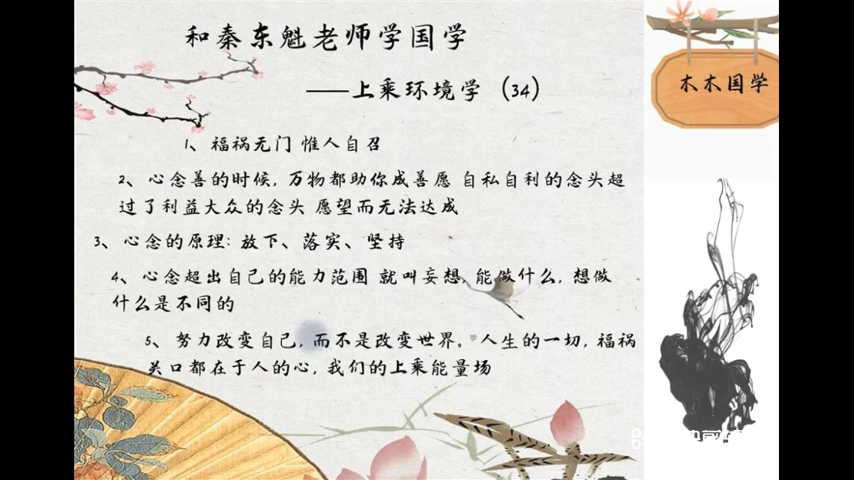 和秦东魁老师学国学
——上乘环境学（34）
木木国学
1、福祸无门 惟人自召
2、心念善的时候，万物都助你成善愿 自私自利的念头超
过了利益大众的念头 愿望而无法达成
3、心念的原理：放下、落实、坚持
4、心念超出自己的能力范围 就叫妄想 能做什么，想做
什么是不同的
5、努力改变自己，而不是改变世界。人生的一切，福祸
关口都在于人的心，我们的上乘能量场